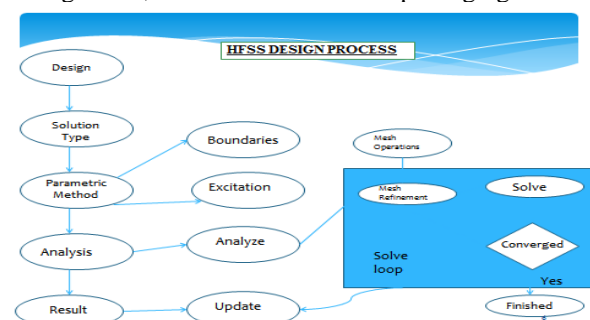 HFSS DESIGN PROCESS
Design
Solution
Type
Parametric
Method
Analysis
Result
Boundaries
Excitation
Analyze
Update
Mesh
Operations
Mesh
Refinement
Solve
Converged
Solve
loop
Yes
Finished